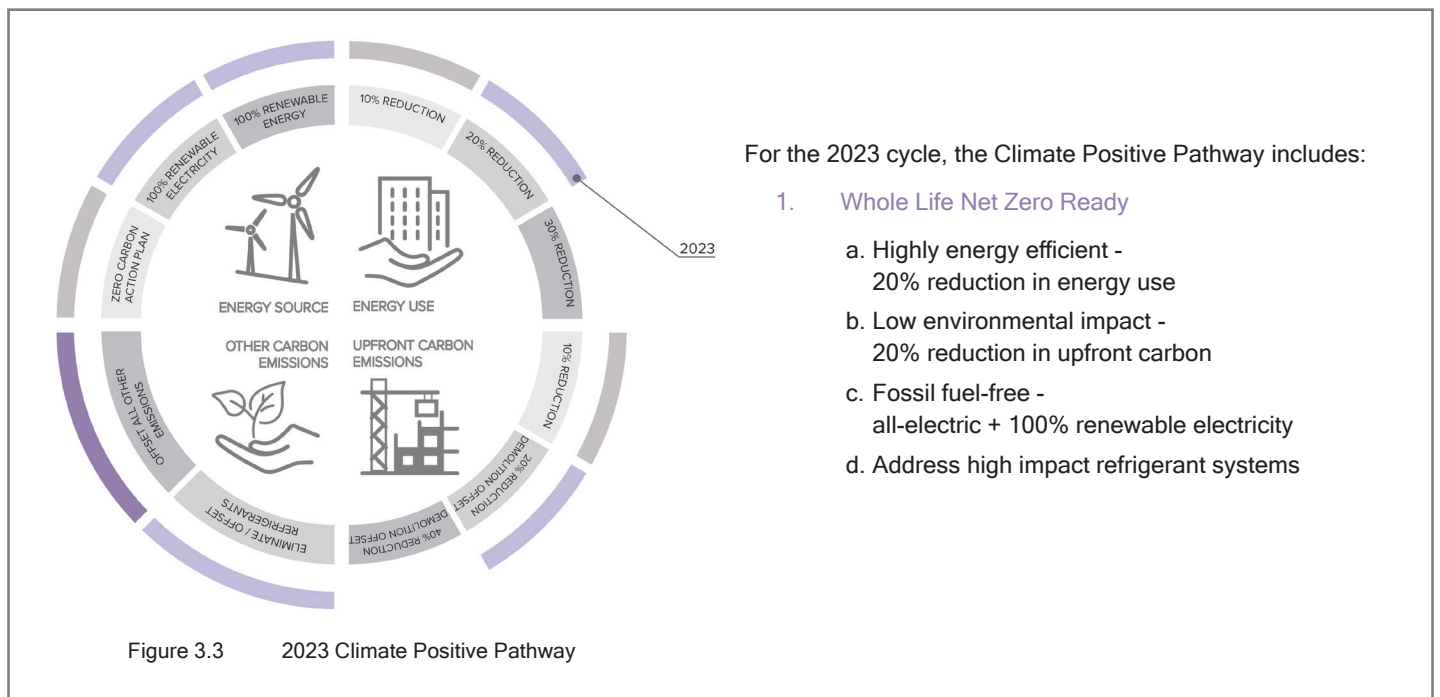 100% RENEWABLE
ENERGY
10% REDUCTION
100% RENEWABLE
ELECTRICITY
20% REDUCTION
ZERO CARBON
ACTION PLAN
30% REDUCTION
2023
ENERGY SOURCE
ENERGY USE
OTHER CARBON
EMISSIONS
UPFRONT CARBON
EMISSIONS
OFFSET ALL OTHER
EMISSIONS
10% REDUCTION
ELIMINATE / OFFSET
REFRIGERANTS
20% REDUCTION
DEMOLITION OFFSET
40% REDUCTION
DEMOLITION OFFSET
For the 2023 cycle, the Climate Positive Pathway includes:
1. Whole Life Net Zero Ready
a. Highly energy efficient -
20% reduction in energy use
b. Low environmental impact -
20% reduction in upfront carbon
c. Fossil fuel-free -
all-electric + 100% renewable electricity
d. Address high impact refrigerant systems
Figure 3.3 2023 Climate Positive Pathway